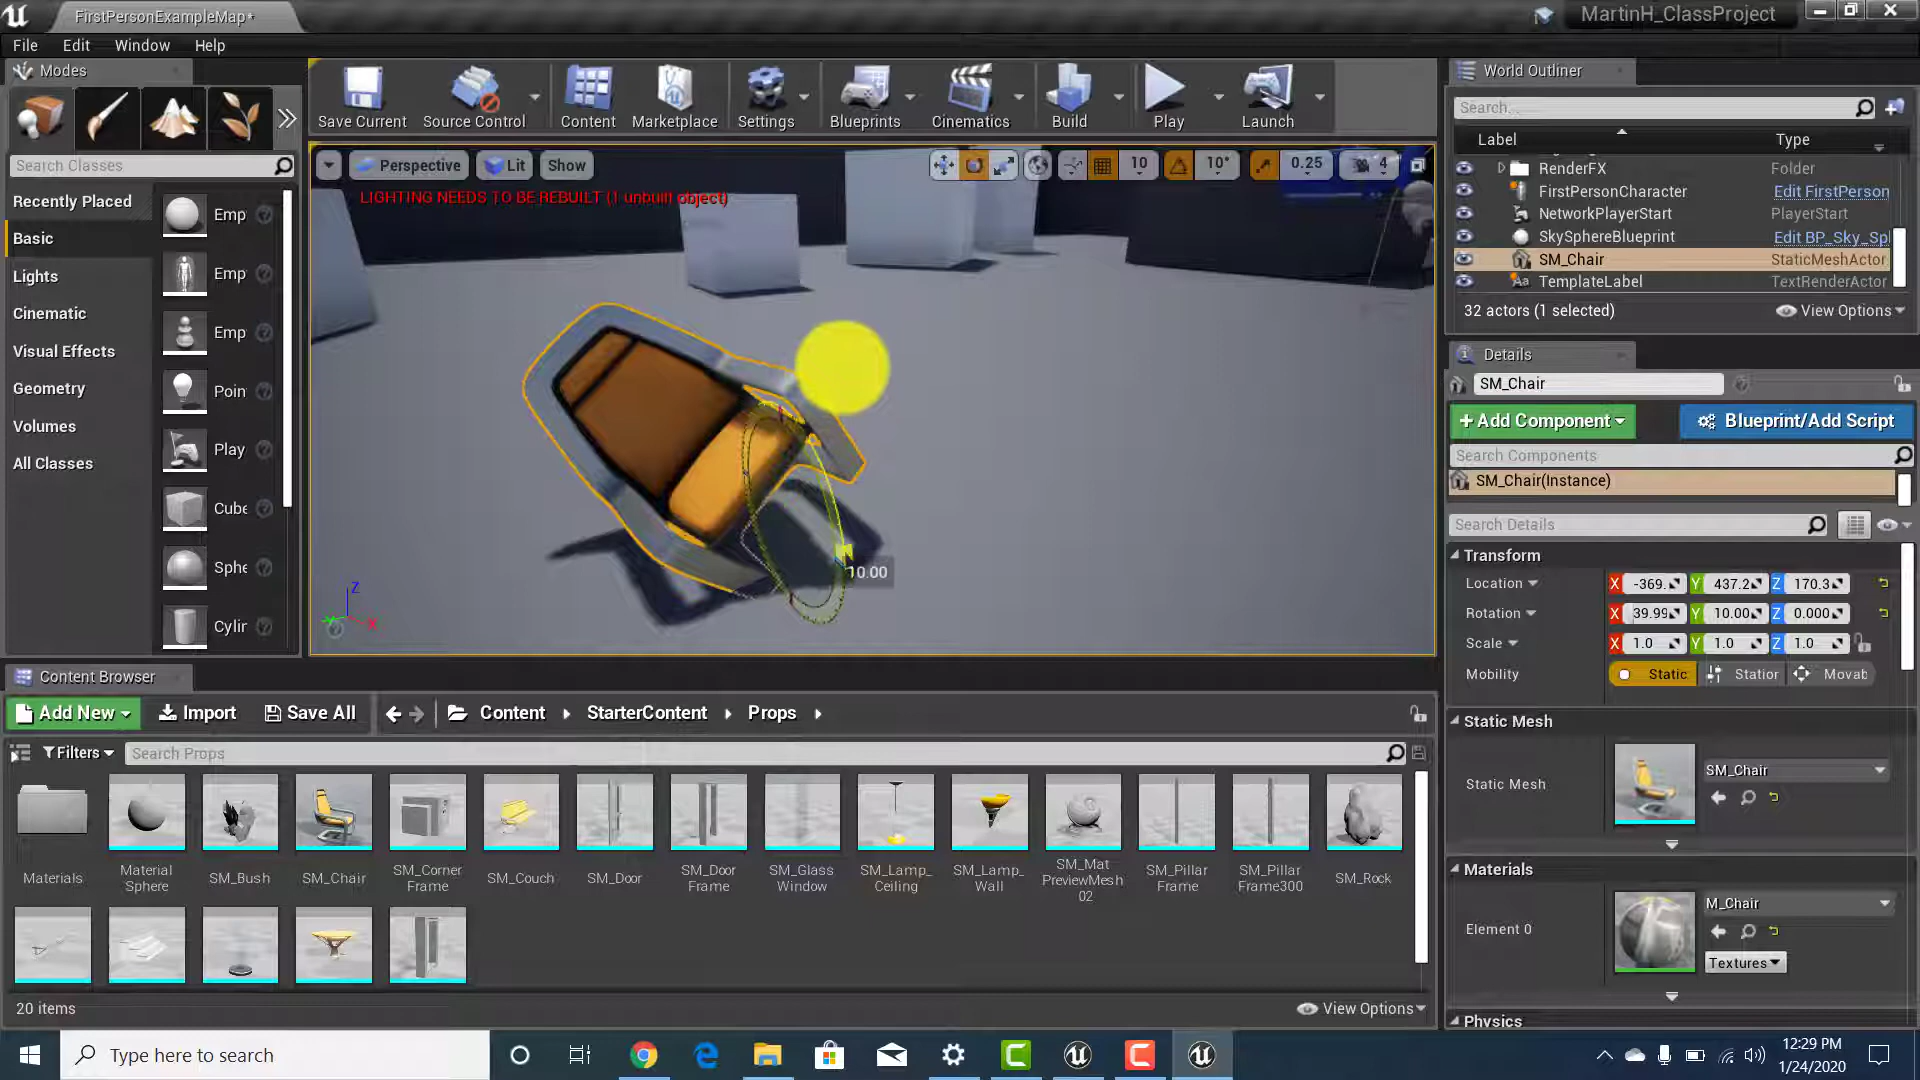 FirstPersonExampleMap*
MartinH_ClassProject
File Edit Window Help
Modes
Search Classes
Recently Placed
Basic
Lights
Cinematic
Visual Effects
Geometry
Volumes
All Classes
Emp
Emp
Emp
Poin
Play
Cube
Sphe
Cylir
Save Current
Source Control
Content
Marketplace
Settings
Blueprints
Cinematics
Build
Play
Launch
Perspective
Lit
Show
10
10°
0.25
4
LIGHTING NEEDS TO BE REBUILT (1 unbuilt object)
10.00
Z
X
Y
World Outliner
Search...
Label Type
RenderFX Folder
FirstPersonCharacter Edit FirstPerson
NetworkPlayerStart PlayerStart
SkySphereBlueprint Edit BP_Sky_Spl
SM_Chair StaticMeshActor
TemplateLabel TextRenderActor
32 actors (1 selected)
View Options
Details
SM_Chair
+Add Component
Blueprint/Add Script
Search Components
SM_Chair(Instance)
Search Details
Transform
Location X -369. Y 437.2 Z 170.3
Rotation X 39.99 Y 10.00 Z 0.000
Scale X 1.0 Y 1.0 Z 1.0
Mobility Static Station Movab
Static Mesh
Static Mesh
SM_Chair
Materials
Element 0
M_Chair
Textures
Physics
Content Browser
Add New
Import
Save All
Content
StarterContent
Props
Filters
Search Props
Materials
Material
Sphere
SM_Bush
SM_Chair
SM_Corner
Frame
SM_Couch
SM_Door
SM_Door
Frame
SM_Glass
Window
SM_Lamp_
Ceiling
SM_Lamp_
Wall
SM_Mat
PreviewMesh
02
SM_Pillar
Frame
SM_Pillar
Frame300
SM_Rock
20 items
View Options
Type here to search
12:29 PM
1/24/2020